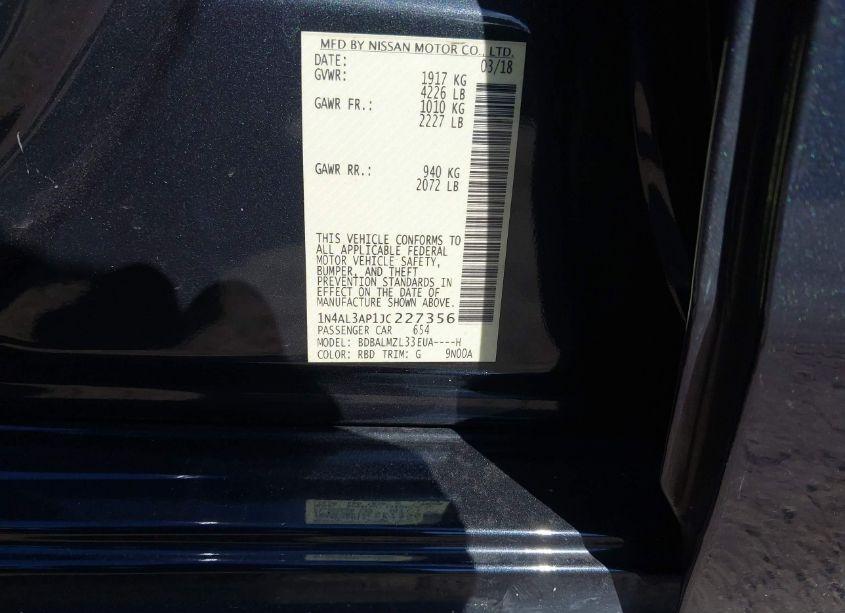 MFD BY NISSAN MOTOR CO., LTD.
DATE: 03/18
GVWR: 1917 KG
4226 LB
GAWR FR.: 1010 KG
2227 LB
GAWR RR.: 940 KG
2072 LB
THIS VEHICLE CONFORMS TO
ALL APPLICABLE FEDERAL
MOTOR VEHICLE SAFETY,
BUMPER, AND THEFT
PREVENTION STANDARDS IN
EFFECT ON THE DATE OF
MANUFACTURE SHOWN ABOVE.
1N4AL3AP1JC227356
PASSENGER CAR 654
MODEL: BDBALMZL33EUA----H
COLOR: RBD TRIM: G 9N00A